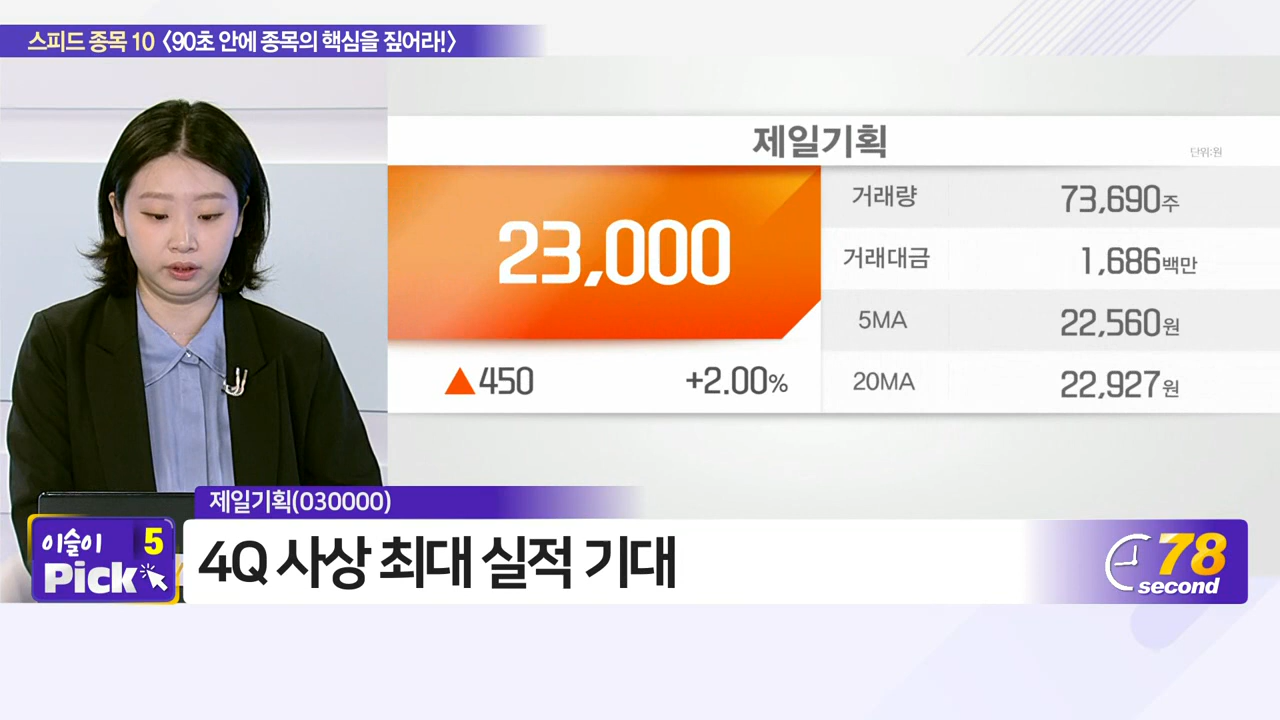 스피드 종목 10 〈90초 안에 종목의 핵심을 짚어라!〉
제일기획
단위:원
23,000
▲450 +2.00%
거래량 73,690주
거래대금 1,686백만
5MA 22,560원
20MA 22,927원
제일기획(030000)
이슬이 5
Pick
4Q 사상 최대 실적 기대
78
second